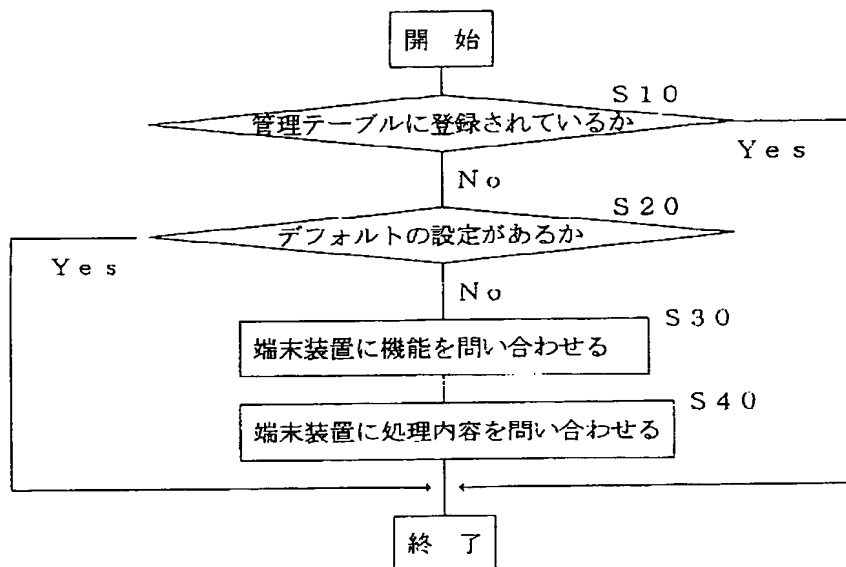 開 始
S10
管理テーブルに登録されているか
Yes
No
S20
デフォルトの設定があるか
Yes
No
S30
端末装置に機能を問い合わせる
S40
端末装置に処理内容を問い合わせる
終 了